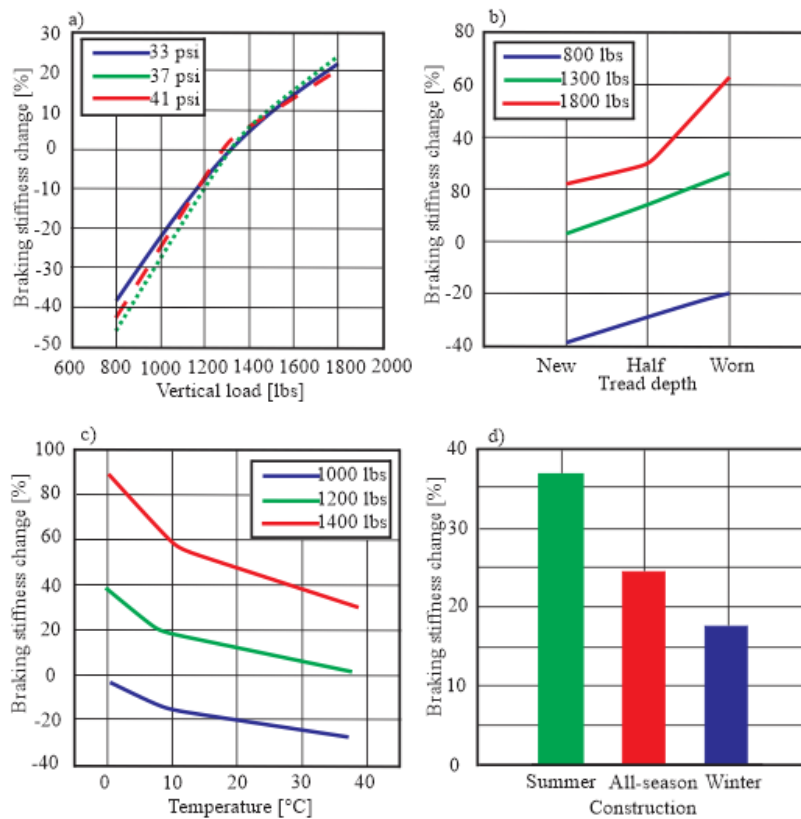 a)
Braking stiffness change [%]
30
20
10
0
-10
-20
-30
-40
-50
33 psi
37 psi
41 psi
600 800 1000 1200 1400 1600 1800 2000
Vertical load [lbs]
b)
Braking stiffness change [%]
80
60
40
80
0
-20
-40
800 lbs
1300 lbs
1800 lbs
New Half Worn
Tread depth
c)
Braking stiffness change [%]
100
80
60
40
20
0
-20
-40
1000 lbs
1200 lbs
1400 lbs
0 10 20 30 40
Temperature [°C]
d)
Braking stiffness change [%]
40
30
20
10
0
Summer All-season Winter
Construction